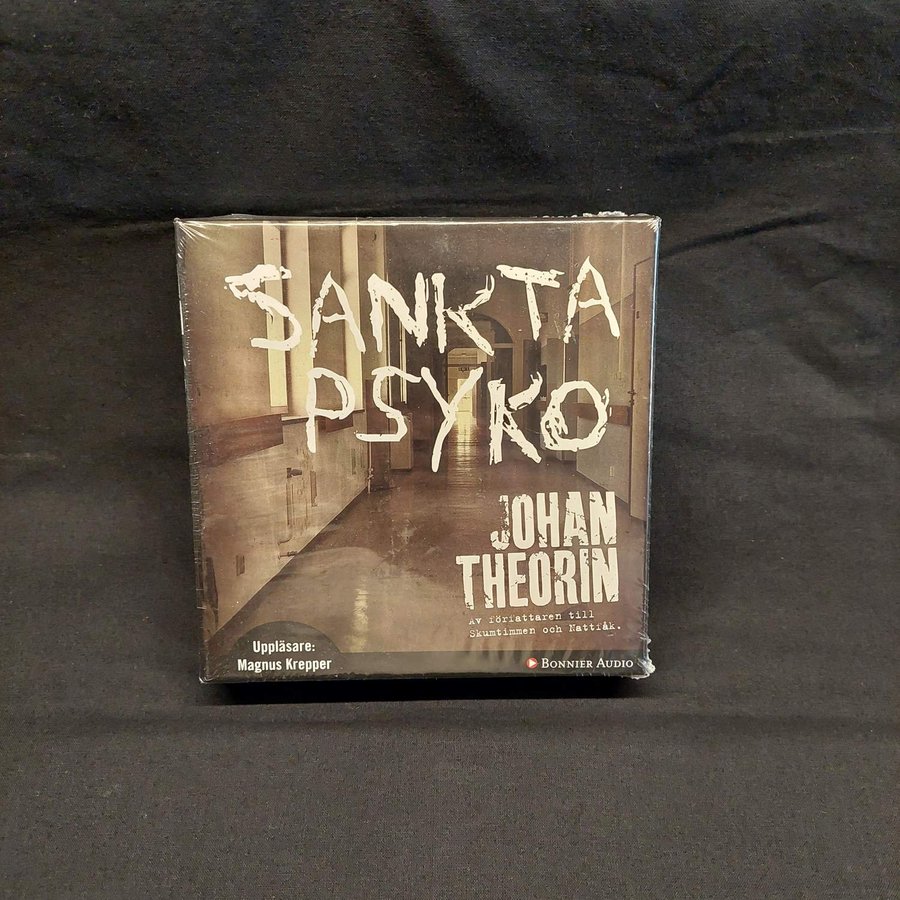 SANKTA
PSYKO
JOHAN
THEORIN
Av författaren till
Skumtimmen och Nattfåk.
Uppläsare:
Magnus Krepper
BONNIER AUDIO